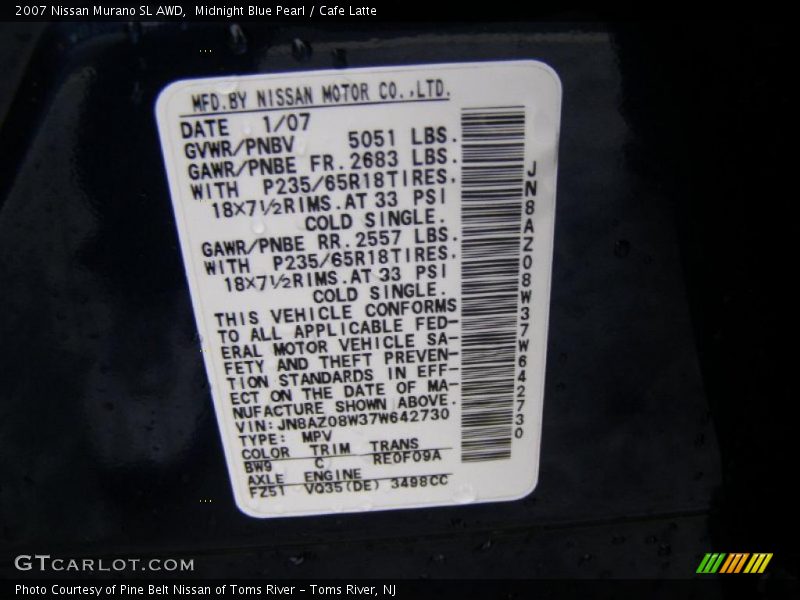 2007 Nissan Murano SL AWD,  Midnight Blue Pearl / Cafe Latte
MFD.BY NISSAN MOTOR CO.,LTD.
DATE 1/07
GVWR/PNBV 5051 LBS.
GAWR/PNBE FR.2683 LBS.
WITH P235/65R18TIRES.
18X7½RIMS.AT 33 PSI
COLD SINGLE.
GAWR/PNBE RR.2557 LBS.
WITH P235/65R18TIRES.
18X7½RIMS.AT 33 PSI
COLD SINGLE.
THIS VEHICLE CONFORMS
TO ALL APPLICABLE FED-
ERAL MOTOR VEHICLE SA-
FETY AND THEFT PREVEN-
TION STANDARDS IN EFF-
ECT ON THE DATE OF MA-
NUFACTURE SHOWN ABOVE.
VIN:JN8AZ08W37W642730
TYPE: MPV
COLOR TRIM TRANS
BW9 C RE0F09A
AXLE ENGINE
FZ51 VQ35(DE) 3498CC
JN8AZ08W37W642730
GTCARLOT.COM
Photo Courtesy of Pine Belt Nissan of Toms River – Toms River, NJ